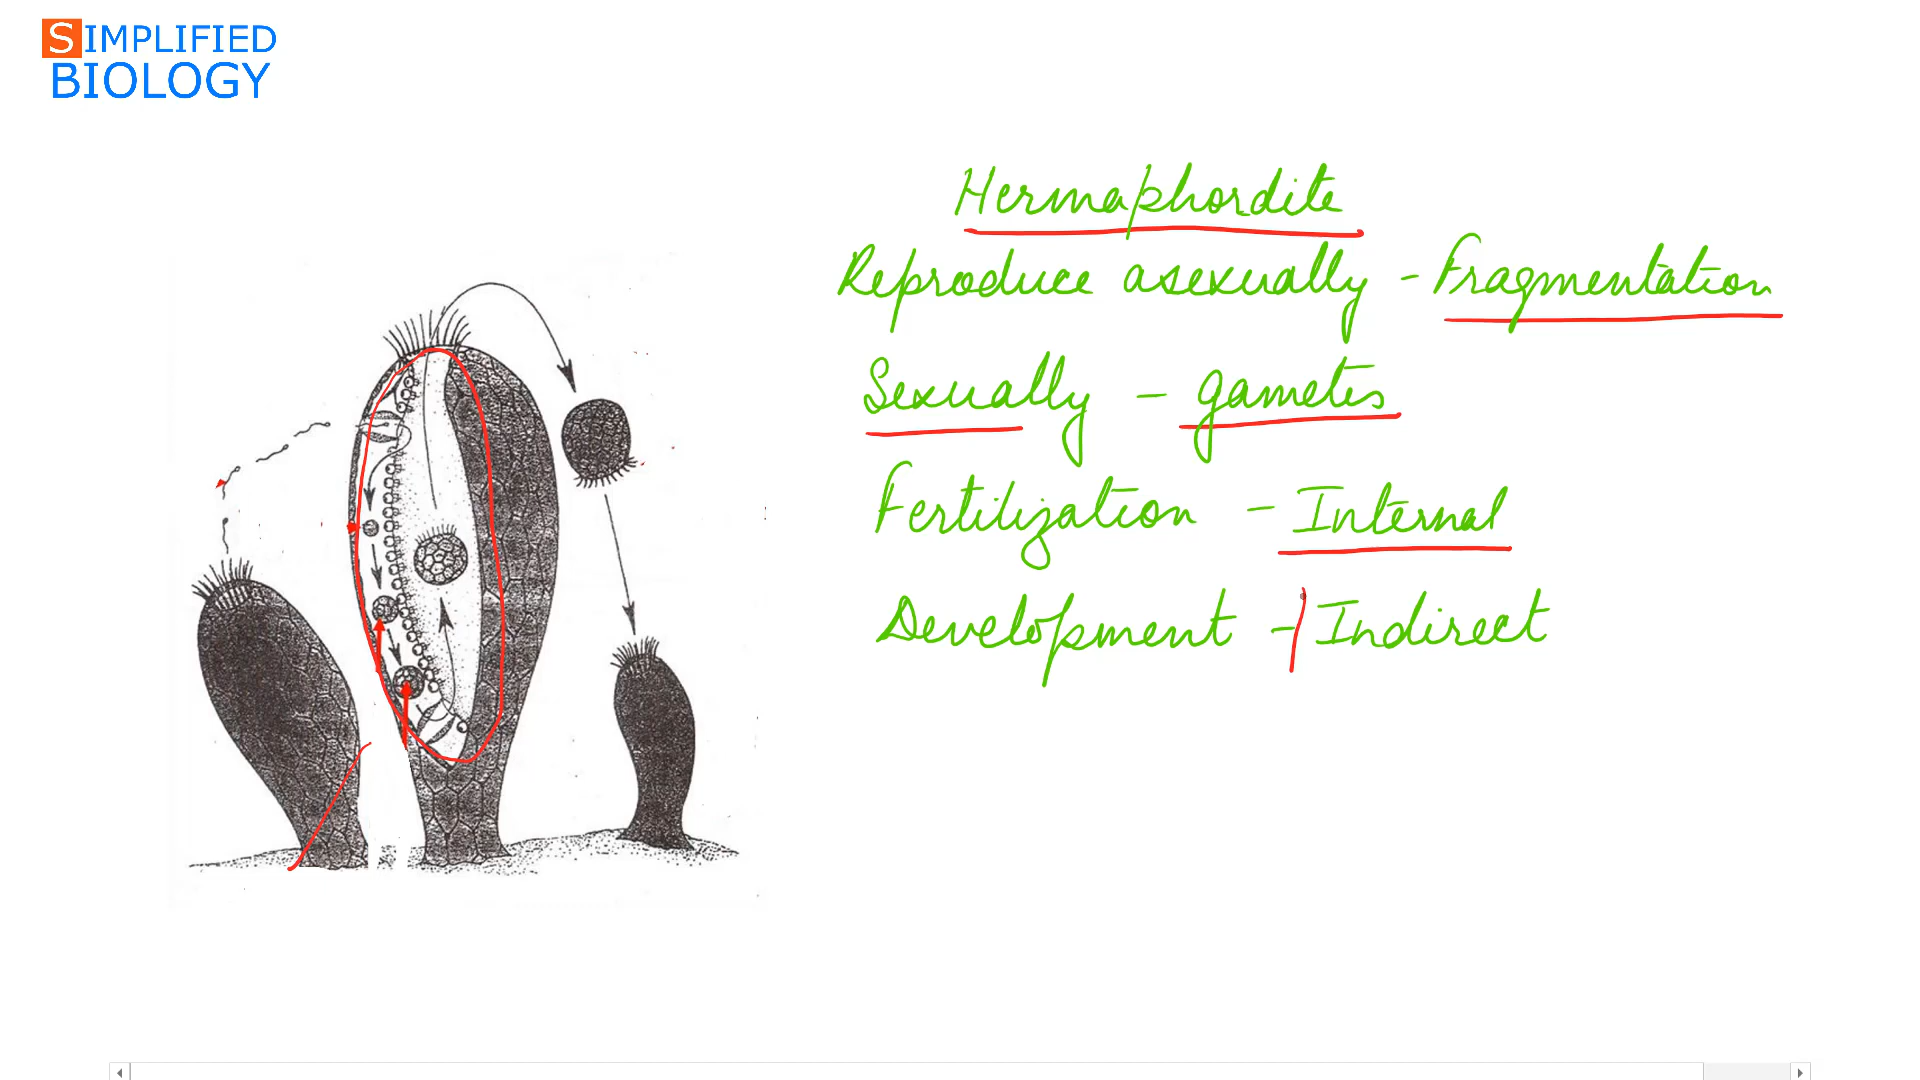 SIMPLIFIED
BIOLOGY
Hermaphordite
Reproduce asexually - Fragmentation
Sexually - gametes
Fertilization - Internal
Development - Indirect